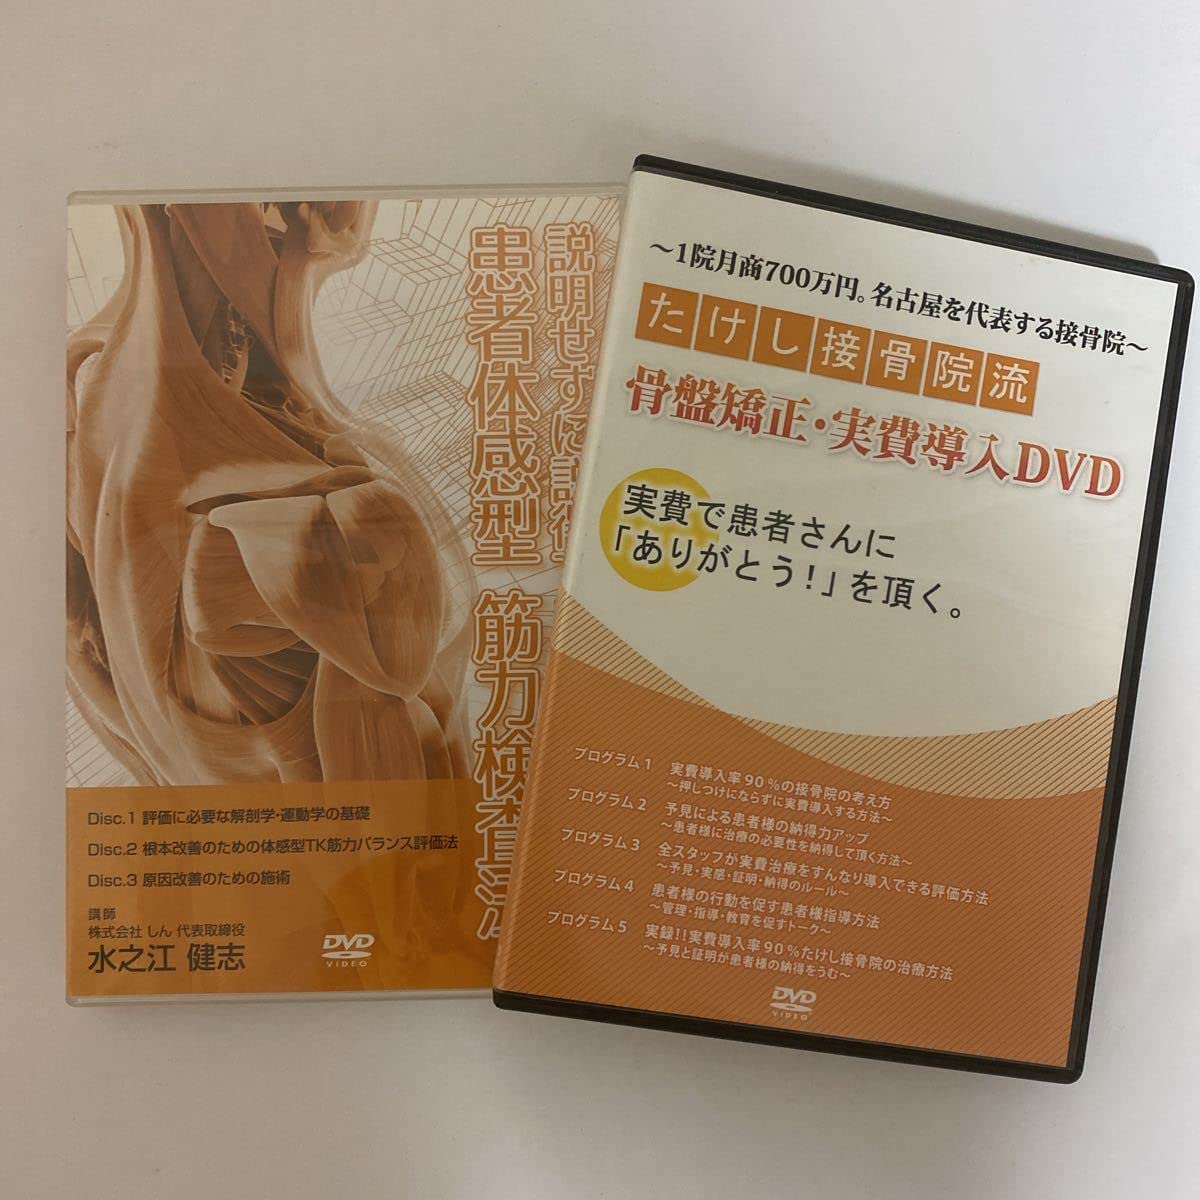 説明せずに
患者体感型 筋力検査
Disc.1 評価に必要な解剖学・運動学の基礎
Disc.2 根本改善のための体感型TK筋力バランス評価法
Disc.3 原因改善のための施術
講師
株式会社 しん 代表取締役
水之江 健志
DVD
VIDEO
～1院月商700万円。名古屋を代表する接骨院～
たけし接骨院流
骨盤矯正・実費導入DVD
実費で患者さんに
「ありがとう!」を頂く。
プログラム1 実費導入率90%の接骨院の考え方
～押しつけにならずに実費導入する方法～
プログラム2 予見による患者様の納得力アップ
～患者様に治療の必要性を納得して頂く方法～
プログラム3 全スタッフが実費治療をすんなり導入できる評価方法
～予見・実感・証明・納得のルール～
プログラム4 患者様の行動を促す患者様指導方法
～管理・指導・教育を促すトーク～
プログラム5 実録!!実費導入率90%たけし接骨院の治療方法
～予見と証明が患者様の納得をうむ～
DVD
VIDEO